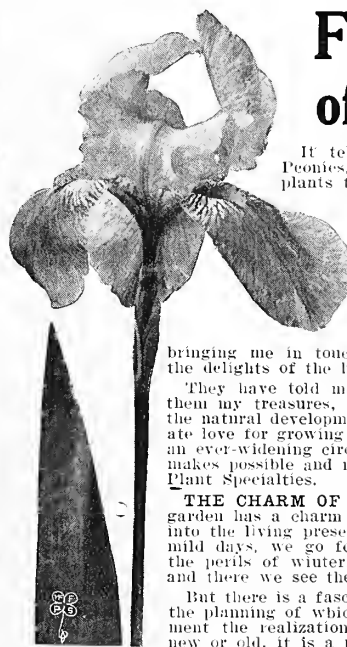 F
of
It te
Peonies,
plants t
bringing me in touc
the delights of the l
They have told m
them my treasures,
the natural developm
ate love for growing
an ever-widening circ
makes possible and r
Plant Specialties.
THE CHARM OF
garden has a charm
into the living prese
mild days, we go fe
the perils of winter
and there we see the
But there is a fasc
the planning of whic
ment the realization
new or old, it is a